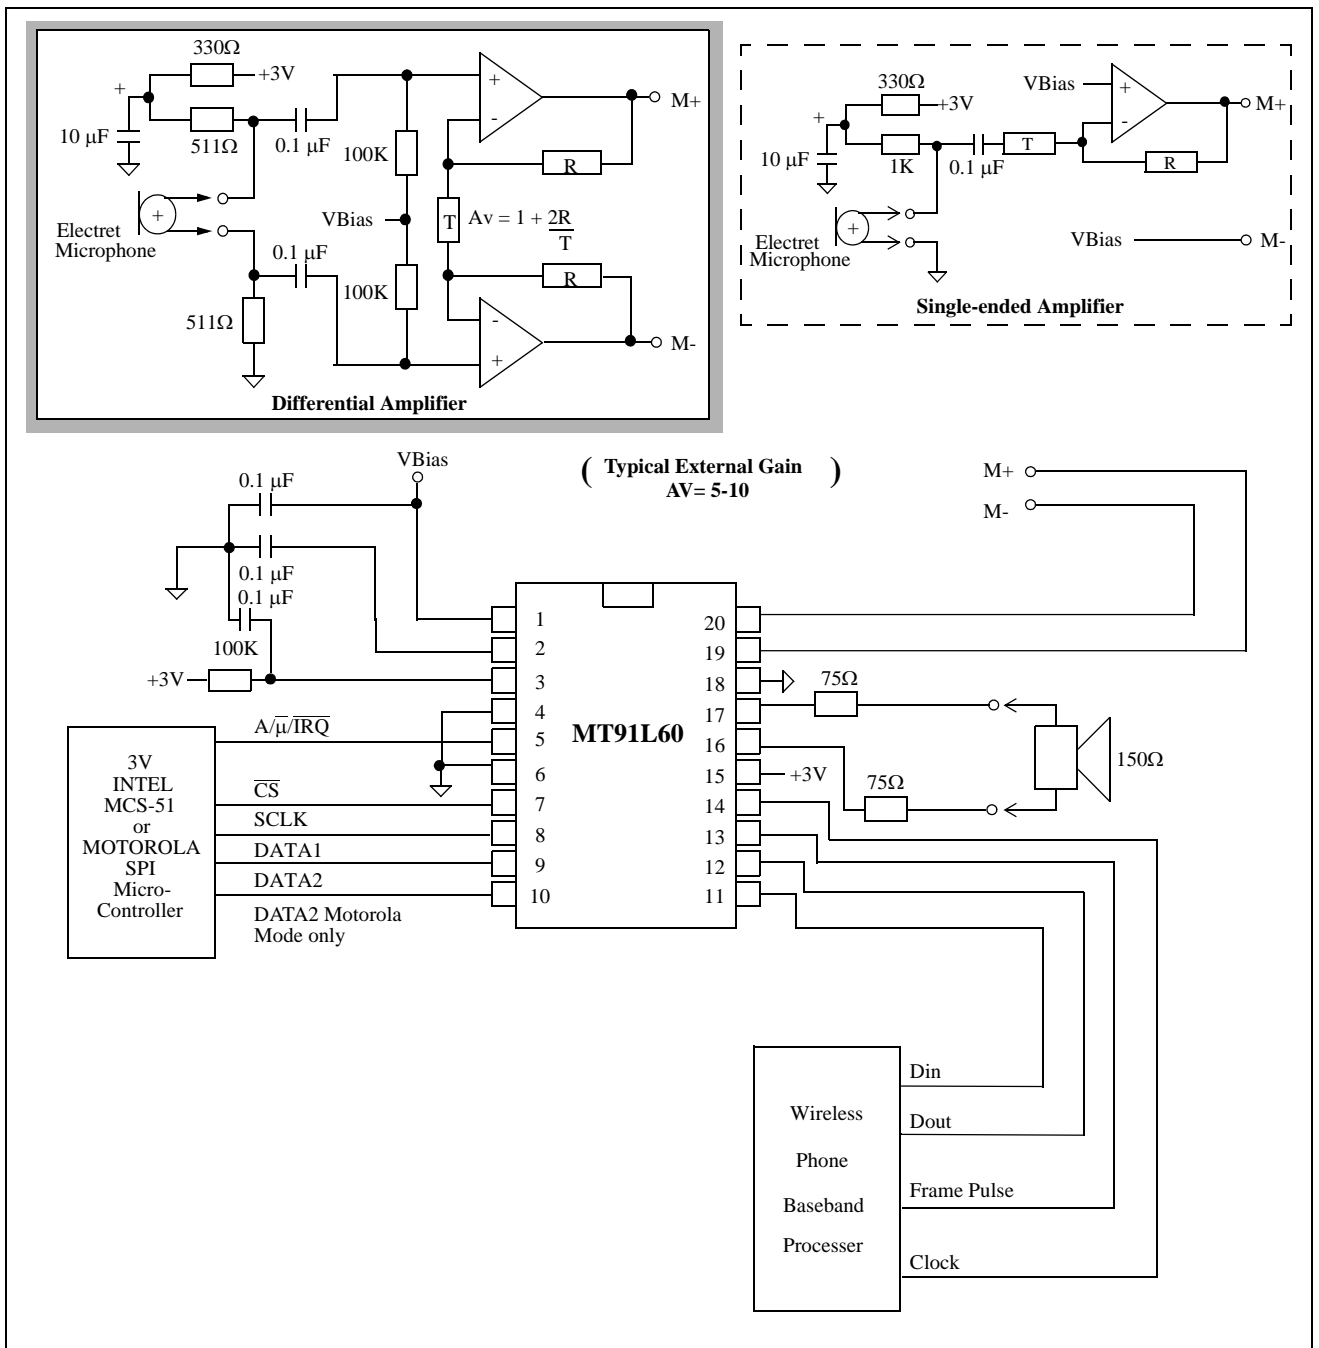 330Ω
+3V
+
10 µF
511Ω
0.1 µF
100K
+
-
M+
R
VBias
T
Av = 1 + 2R
T
+
Electret
Microphone
0.1 µF
100K
R
511Ω
-
+
M-
Differential Amplifier
330Ω
+3V
+
10 µF
1K
0.1 µF
T
VBias
+
-
M+
R
+
Electret
Microphone
VBias
M-
Single-ended Amplifier
VBias
( Typical External Gain )
AV= 5-10
M+
M-
0.1 µF
0.1 µF
0.1 µF
100K
+3V
1
2
3
4
5
6
7
8
9
10
MT91L60
20
19
18
17
16
15
14
13
12
11
75Ω
75Ω
+3V
150Ω
3V
INTEL
MCS-51
or
MOTOROLA
SPI
Micro-
Controller
A/µ̅/I̅R̅Q̅
C̅S̅
SCLK
DATA1
DATA2
DATA2 Motorola
Mode only
Wireless
Phone
Baseband
Processer
Din
Dout
Frame Pulse
Clock